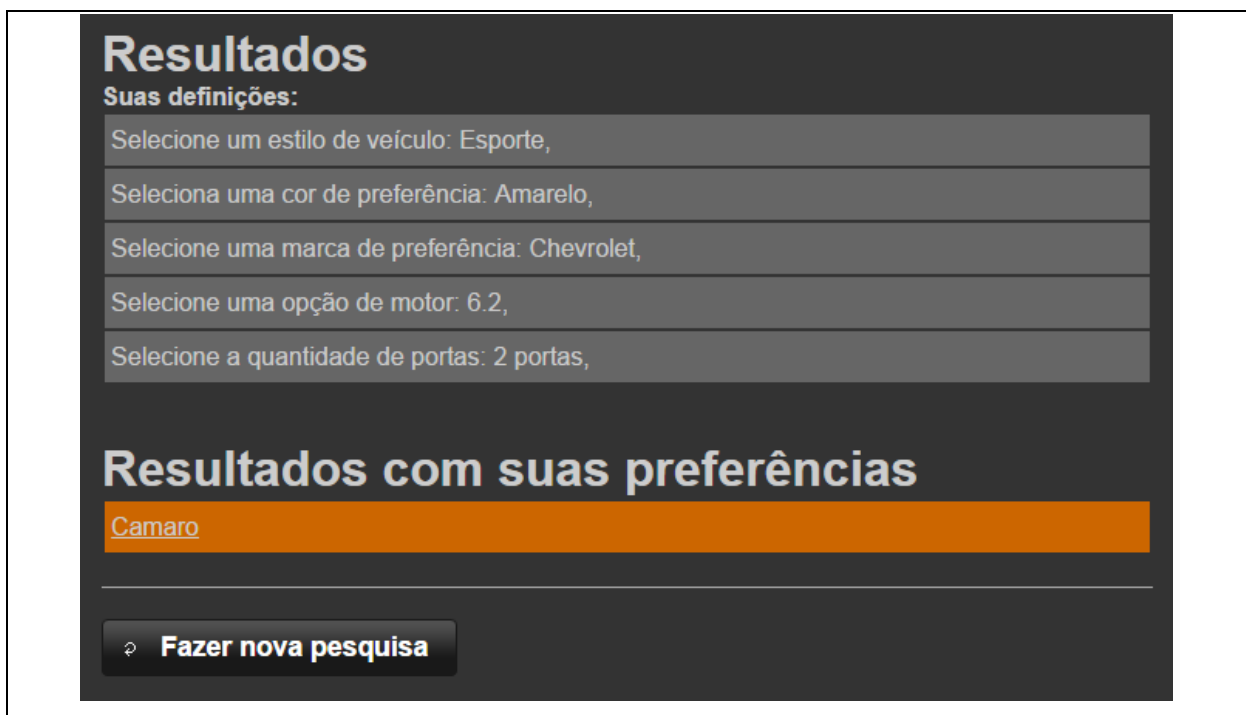 Resultados
Suas definições:
Selecione um estilo de veículo: Esporte,
Seleciona uma cor de preferência: Amarelo,
Selecione uma marca de preferência: Chevrolet,
Selecione uma opção de motor: 6.2,
Selecione a quantidade de portas: 2 portas,
Resultados com suas preferências
Camaro
Fazer nova pesquisa